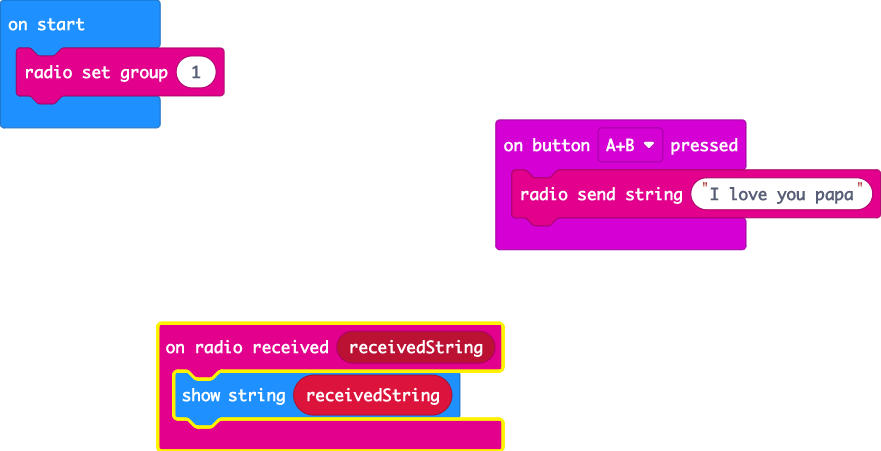 on start
radio set group 1
on button A+B pressed
radio send string "I love you papa"
on radio received receivedString
show string receivedString